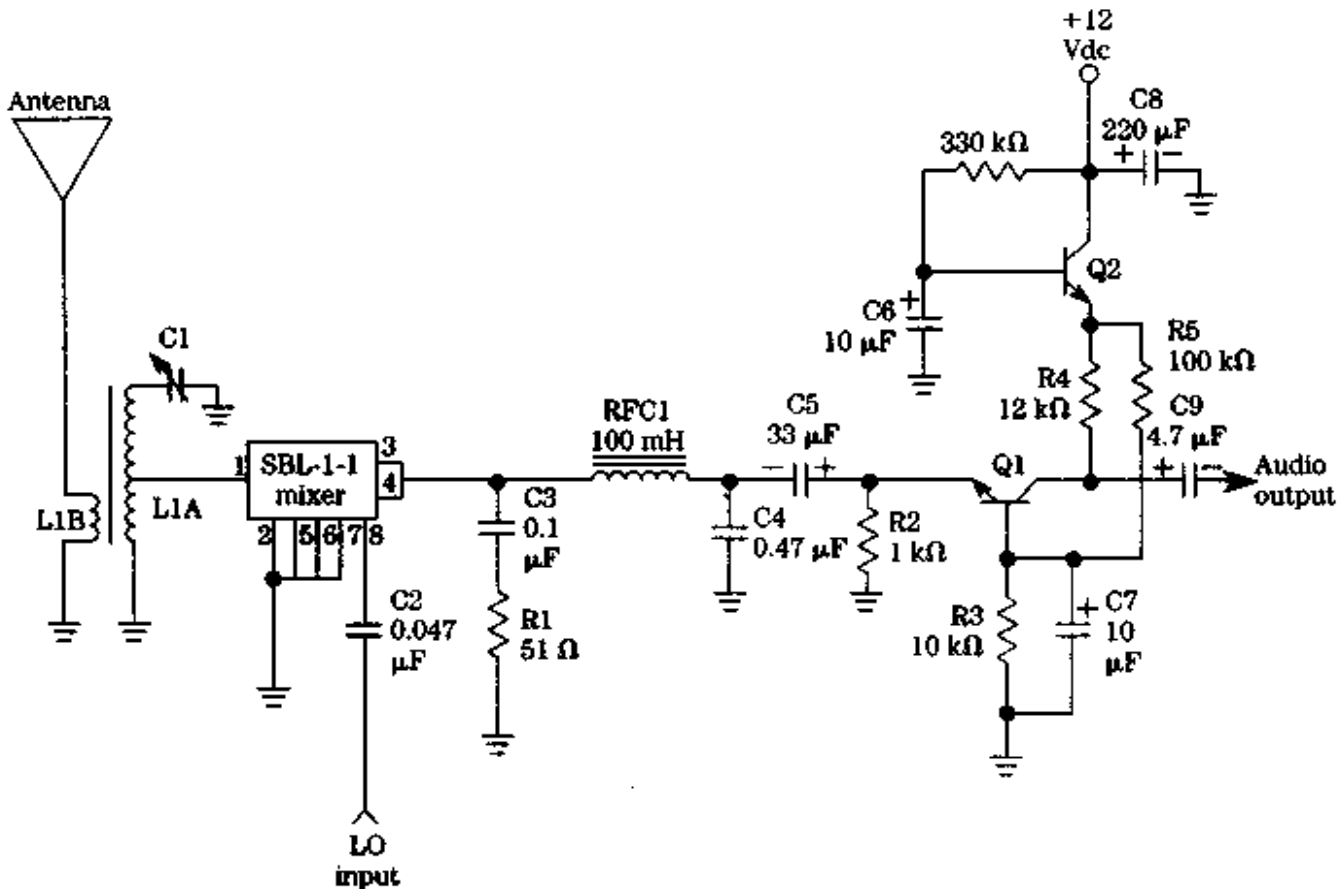 +12
Vdc
Antenna
C8
220 µF
+ −
330 kΩ
Q2
C6
10 µF
+
R5
100 kΩ
R4
12 kΩ
C9
4.7 µF
+ −
Audio
output
C1
RFC1
100 mH
C5
33 µF
− +
Q1
1
SBL-1-1
mixer
3
4
2
5
6
7
8
L1B
L1A
C3
0.1
µF
C4
0.47 µF
R2
1 kΩ
C2
0.047
µF
R1
51 Ω
R3
10 kΩ
C7
+
10
µF
LO
input